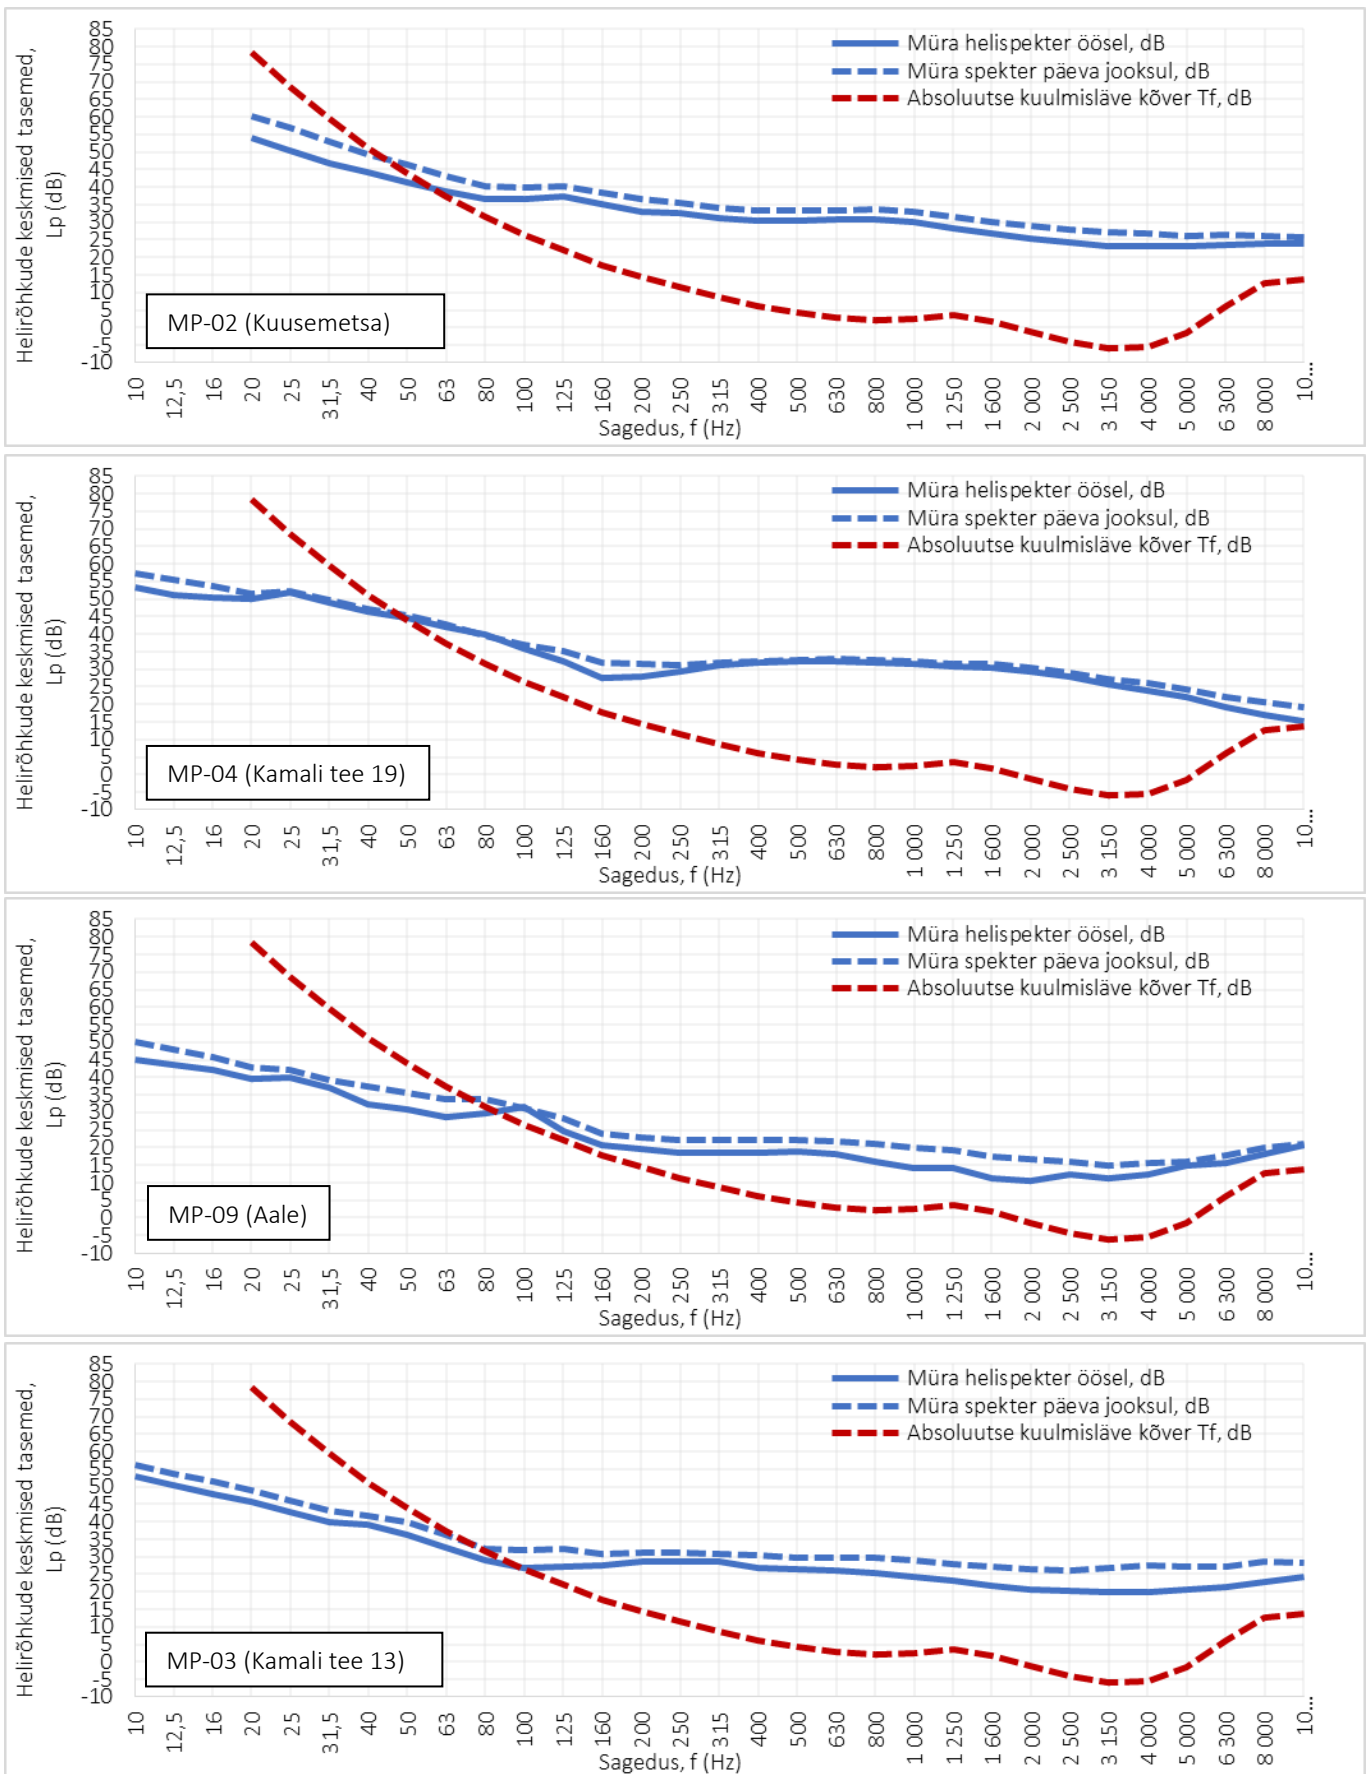 Helirõhkude keskmised tasemed,
Lp (dB)
85
80
75
70
65
60
55
50
45
40
35
30
25
20
15
10
5
0
-5
-10
Müra helispekter öösel, dB
Müra spekter päeva jooksul, dB
Absoluutse kuulmisläve kõver Tf, dB
MP-02 (Kuusemetsa)
10 12,5 16 20 25 31,5 40 50 63 80 100 125 160 200 250 315 400 500 630 800 1 000 1 250 1 600 2 000 2 500 3 150 4 000 5 000 6 300 8 000 10...
Sagedus, f (Hz)
Helirõhkude keskmised tasemed,
Lp (dB)
85
80
75
70
65
60
55
50
45
40
35
30
25
20
15
10
5
0
-5
-10
Müra helispekter öösel, dB
Müra spekter päeva jooksul, dB
Absoluutse kuulmisläve kõver Tf, dB
MP-04 (Kamali tee 19)
10 12,5 16 20 25 31,5 40 50 63 80 100 125 160 200 250 315 400 500 630 800 1 000 1 250 1 600 2 000 2 500 3 150 4 000 5 000 6 300 8 000 10...
Sagedus, f (Hz)
Helirõhkude keskmised tasemed,
Lp (dB)
85
80
75
70
65
60
55
50
45
40
35
30
25
20
15
10
5
0
-5
-10
Müra helispekter öösel, dB
Müra spekter päeva jooksul, dB
Absoluutse kuulmisläve kõver Tf, dB
MP-09 (Aale)
10 12,5 16 20 25 31,5 40 50 63 80 100 125 160 200 250 315 400 500 630 800 1 000 1 250 1 600 2 000 2 500 3 150 4 000 5 000 6 300 8 000 10...
Sagedus, f (Hz)
Helirõhkude keskmised tasemed,
Lp (dB)
85
80
75
70
65
60
55
50
45
40
35
30
25
20
15
10
5
0
-5
-10
Müra helispekter öösel, dB
Müra spekter päeva jooksul, dB
Absoluutse kuulmisläve kõver Tf, dB
MP-03 (Kamali tee 13)
10 12,5 16 20 25 31,5 40 50 63 80 100 125 160 200 250 315 400 500 630 800 1 000 1 250 1 600 2 000 2 500 3 150 4 000 5 000 6 300 8 000 10...
Sagedus, f (Hz)